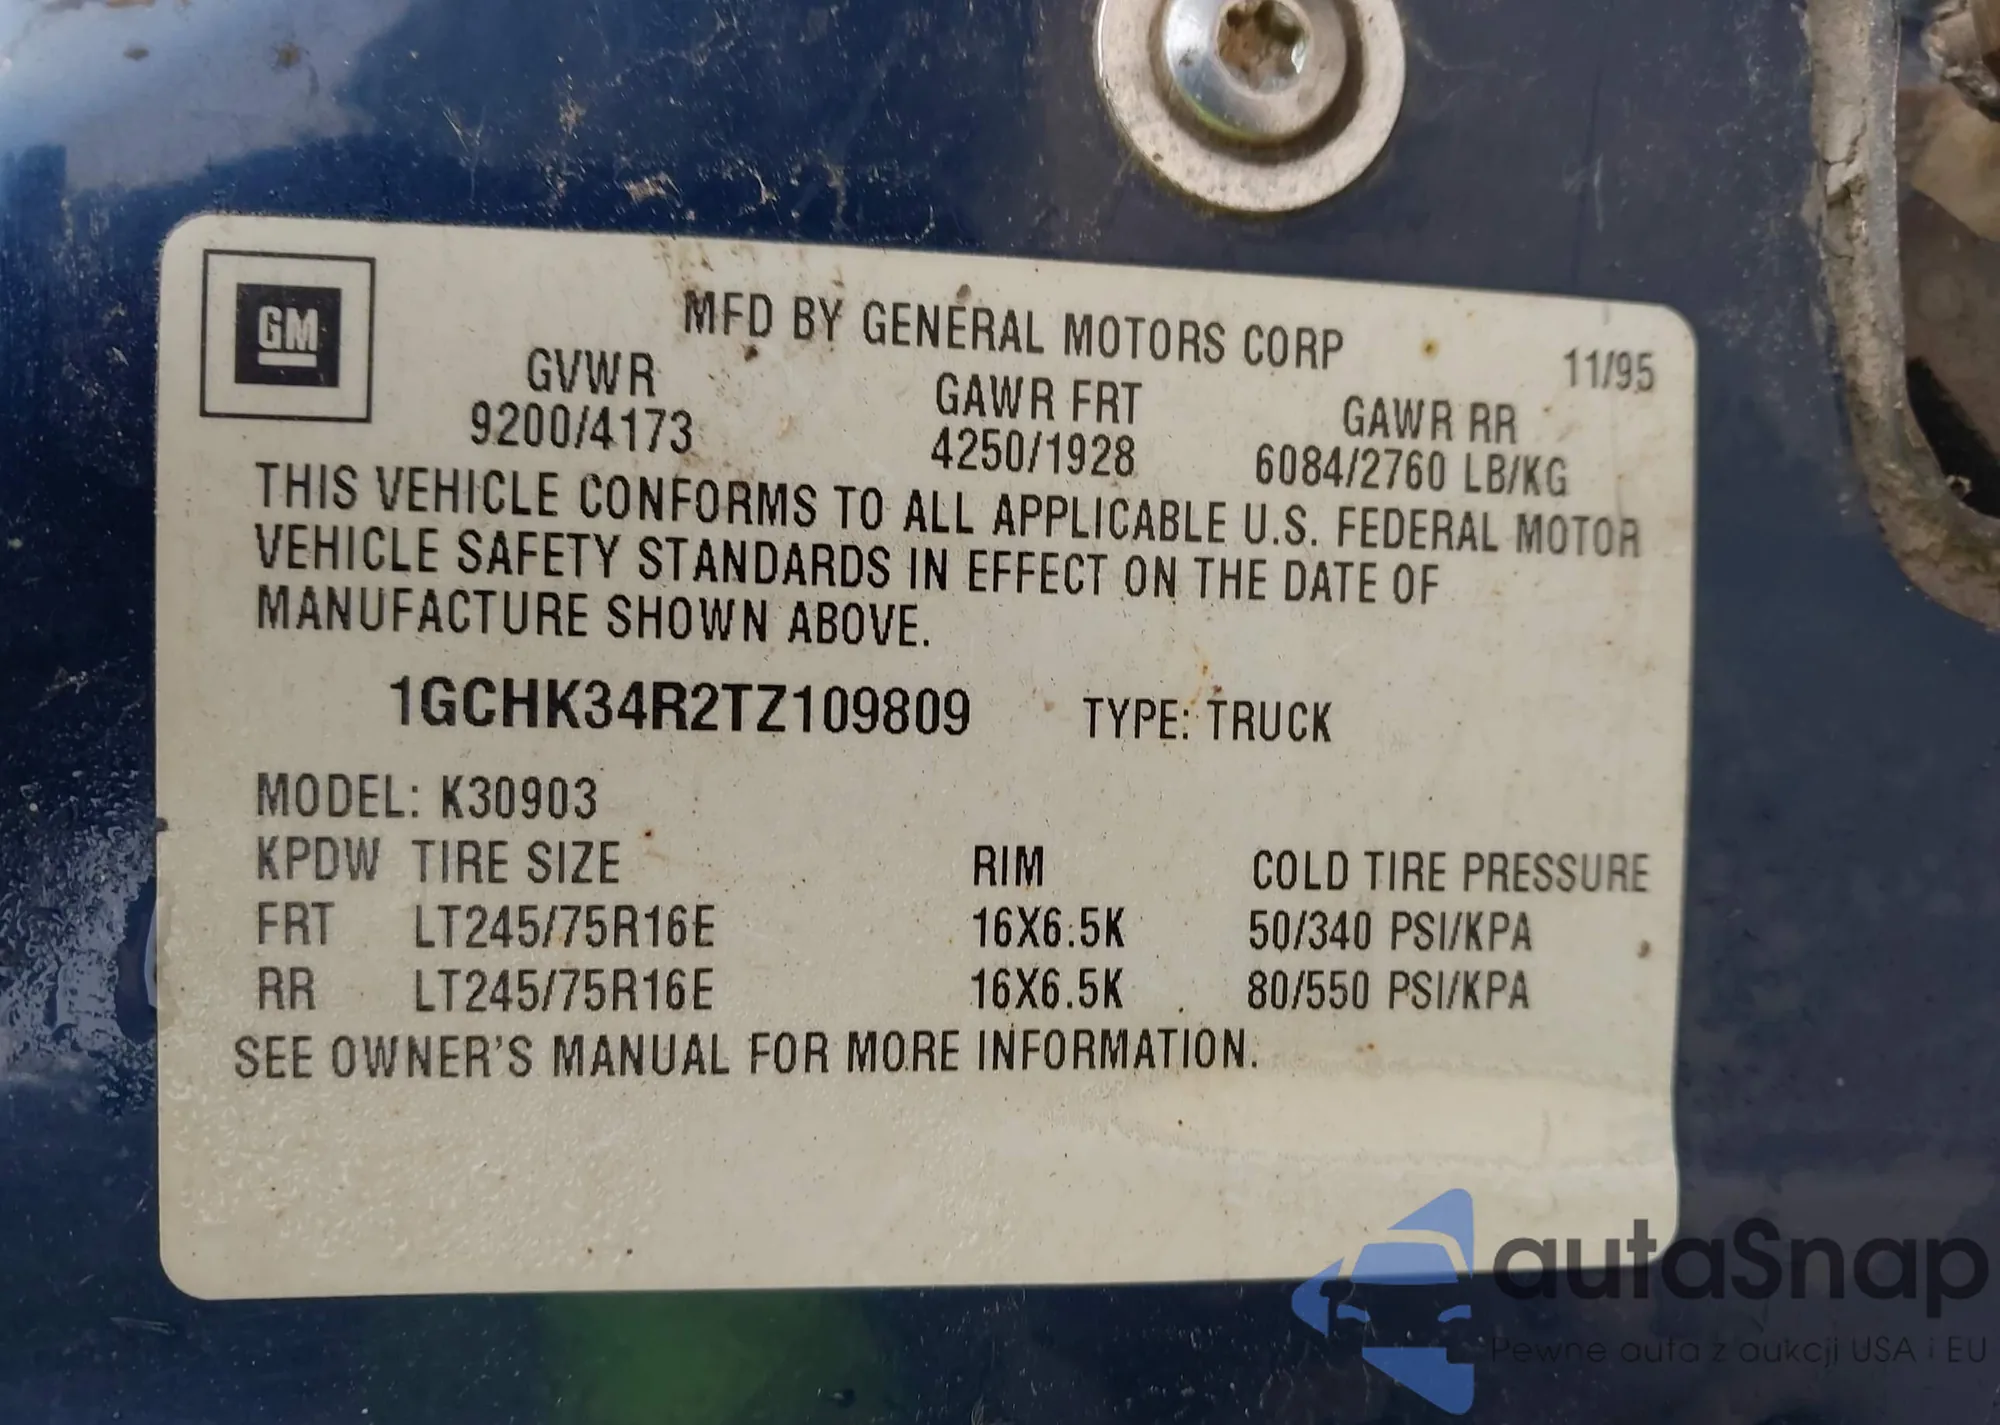 GM
MFD BY GENERAL MOTORS CORP
11/95
GVWR GAWR FRT GAWR RR
9200/4173 4250/1928 6084/2760 LB/KG
THIS VEHICLE CONFORMS TO ALL APPLICABLE U.S. FEDERAL MOTOR
VEHICLE SAFETY STANDARDS IN EFFECT ON THE DATE OF
MANUFACTURE SHOWN ABOVE.
1GCHK34R2TZ109809 TYPE: TRUCK
MODEL: K30903
KPDW TIRE SIZE RIM COLD TIRE PRESSURE
FRT LT245/75R16E 16X6.5K 50/340 PSI/KPA
RR LT245/75R16E 16X6.5K 80/550 PSI/KPA
SEE OWNER'S MANUAL FOR MORE INFORMATION.
autaSnap
Pewne auta z aukcji USA i EU